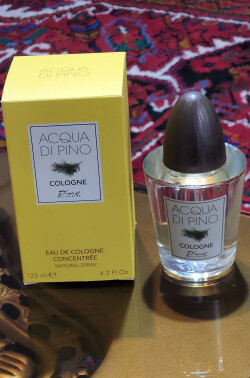 ACQUA
DI PINO
COLOGNE
Pino
EAU DE COLOGNE
CONCENTRÉE
NATURAL SPRAY
125 ml e 4.2 Fl.Oz
ACQUA
DI PINO
COLOGNE